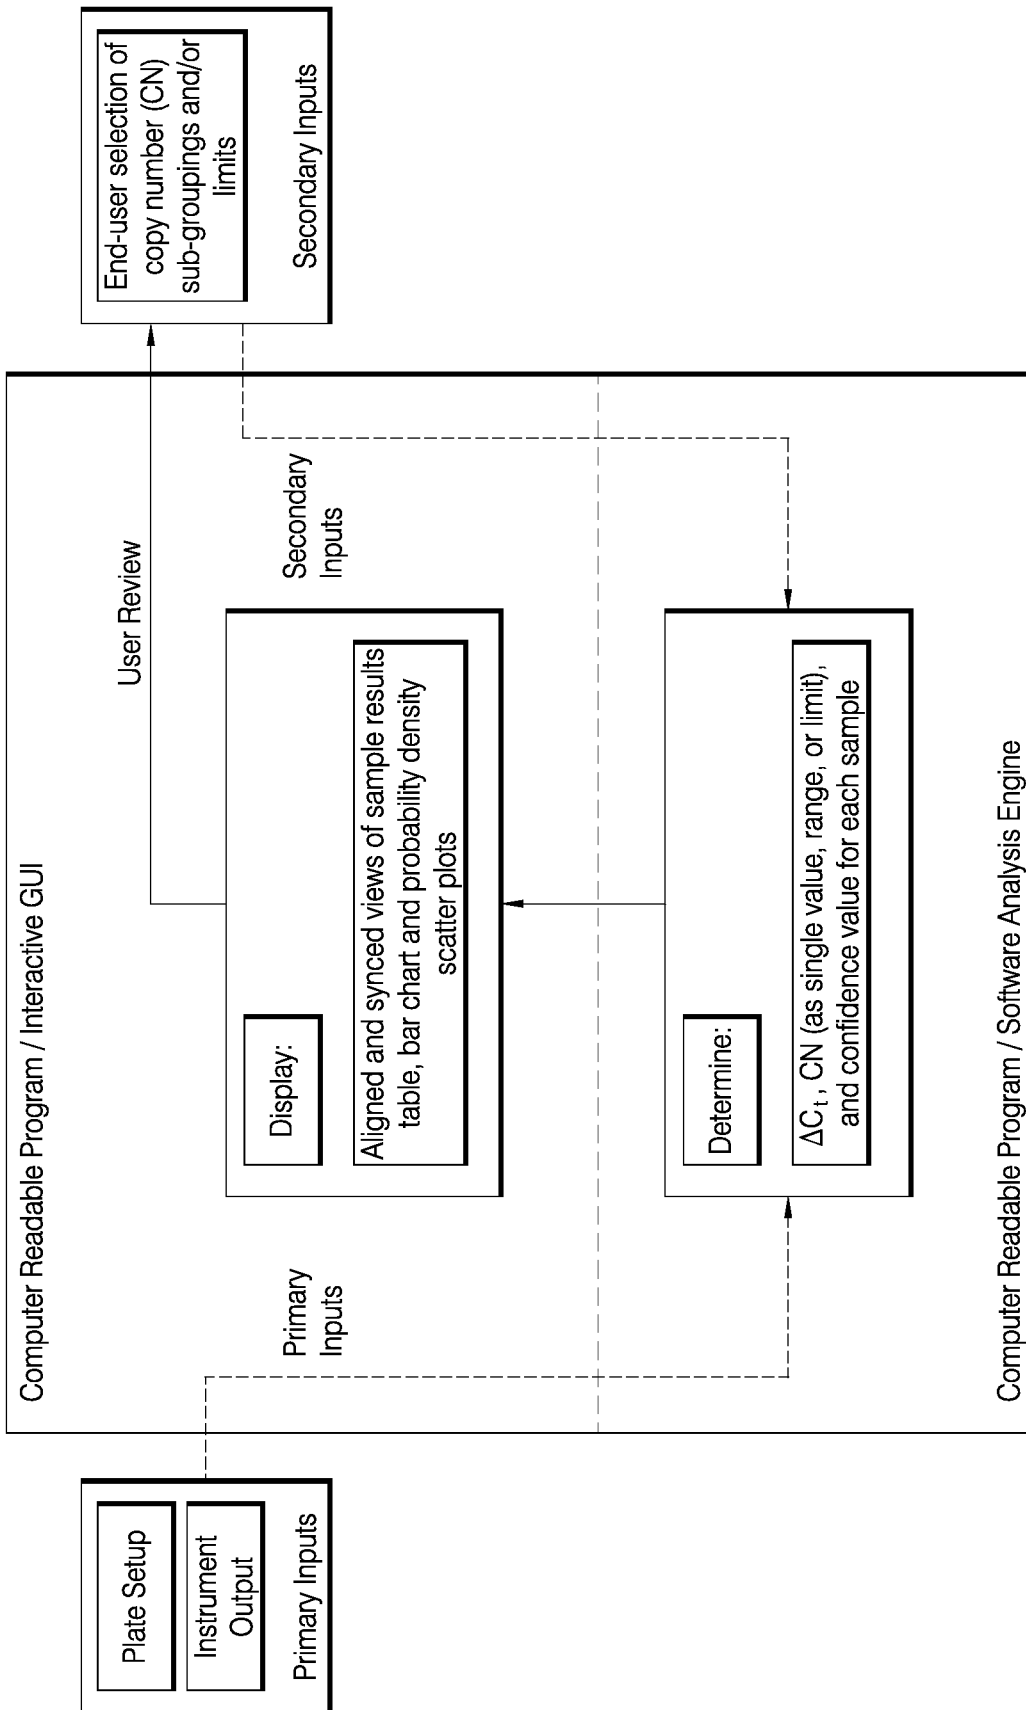 Computer Readable Program / Interactive GUI
Plate Setup
Instrument
Output
Primary Inputs
Primary
Inputs
Display:
Aligned and synced views of sample results
table, bar chart and probability density
scatter plots
User Review
Secondary
Inputs
End-user selection of
copy number (CN)
sub-groupings and/or
limits
Secondary Inputs
Determine:
ΔCₜ, CN (as single value, range, or limit),
and confidence value for each sample
Computer Readable Program / Software Analysis Engine